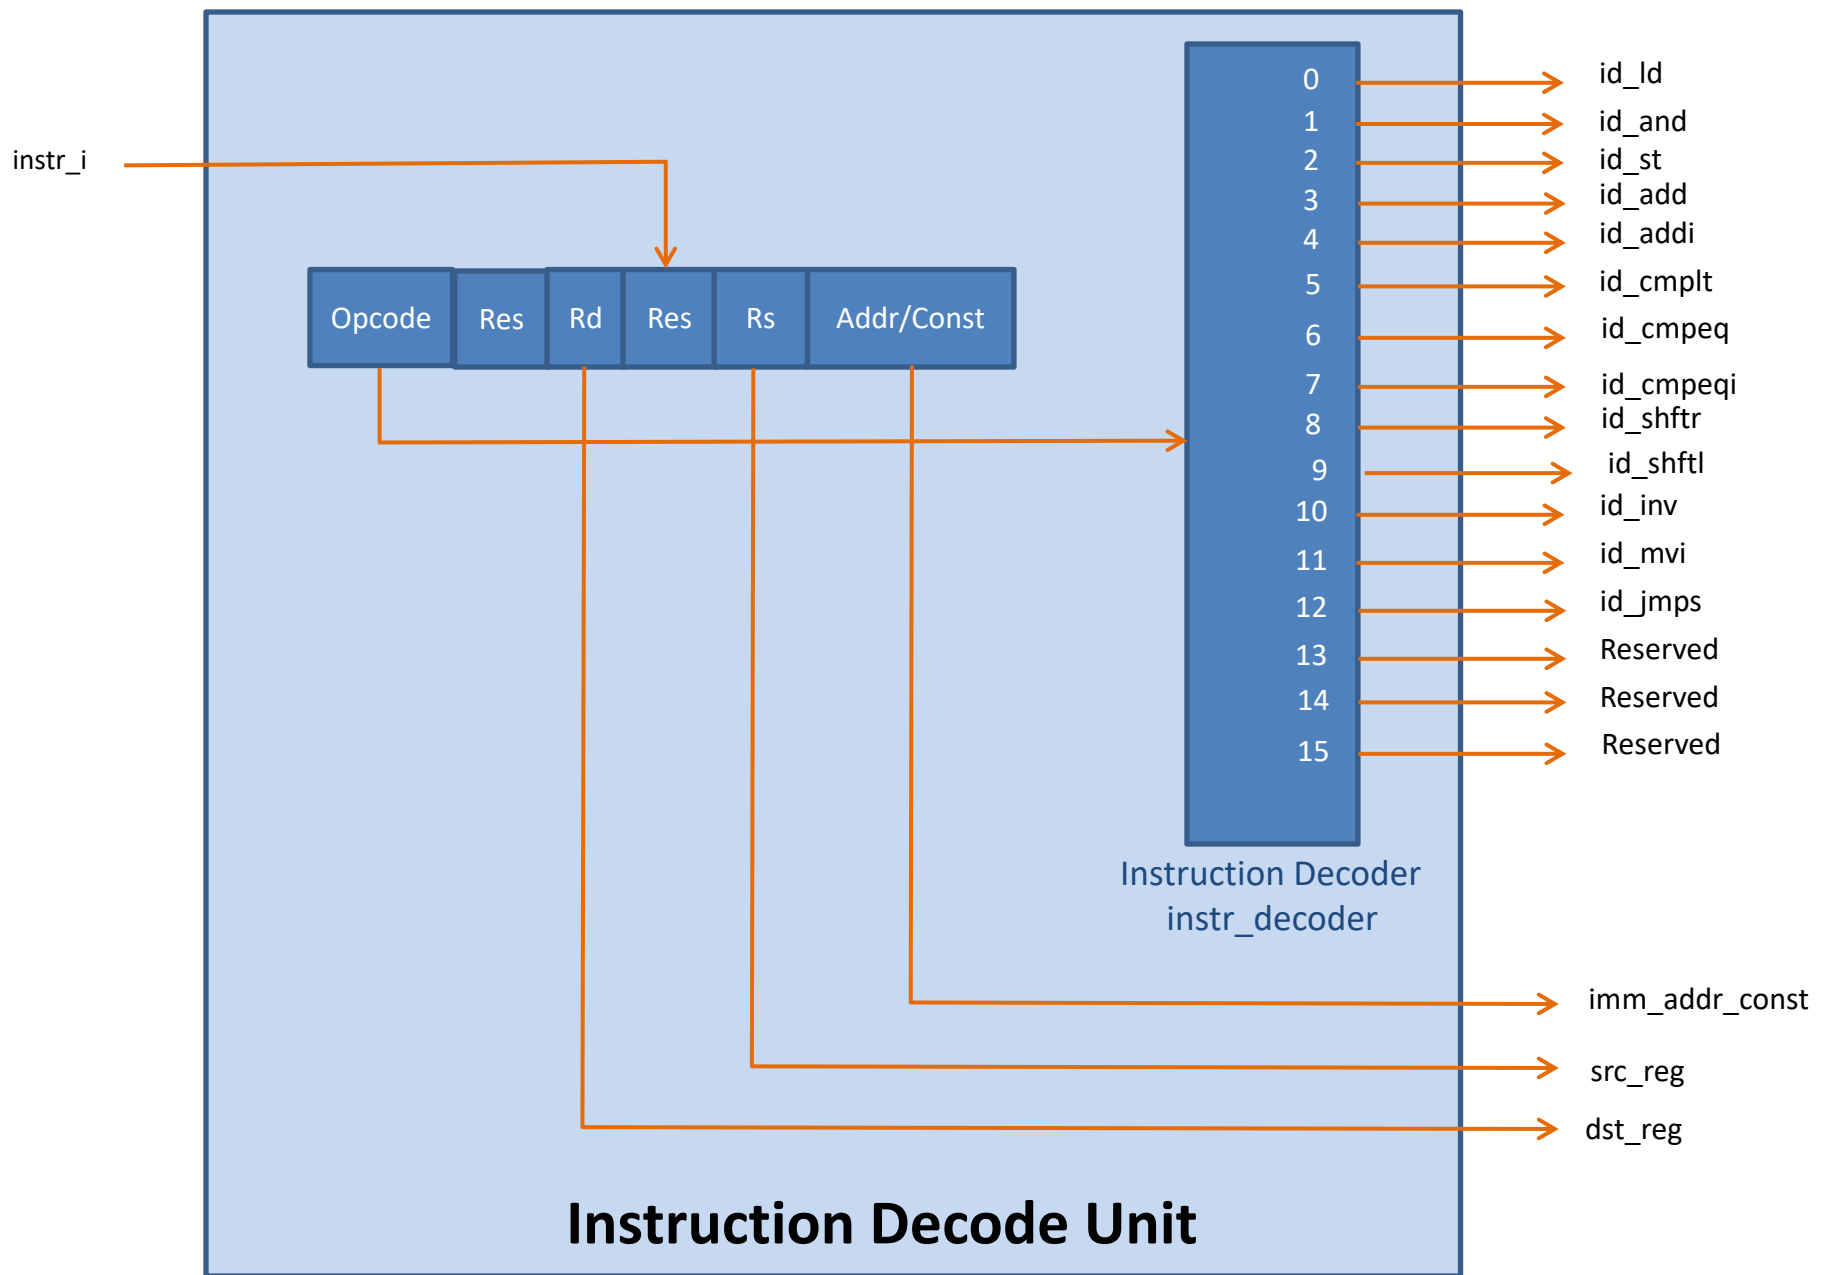 instr_i
Opcode Res Rd Res Rs Addr/Const
0 id_ld
1 id_and
2 id_st
3 id_add
4 id_addi
5 id_cmplt
6 id_cmpeq
7 id_cmpeqi
8 id_shftr
9 id_shftl
10 id_inv
11 id_mvi
12 id_jmps
13 Reserved
14 Reserved
15 Reserved
Instruction Decoder
instr_decoder
imm_addr_const
src_reg
dst_reg
Instruction Decode Unit